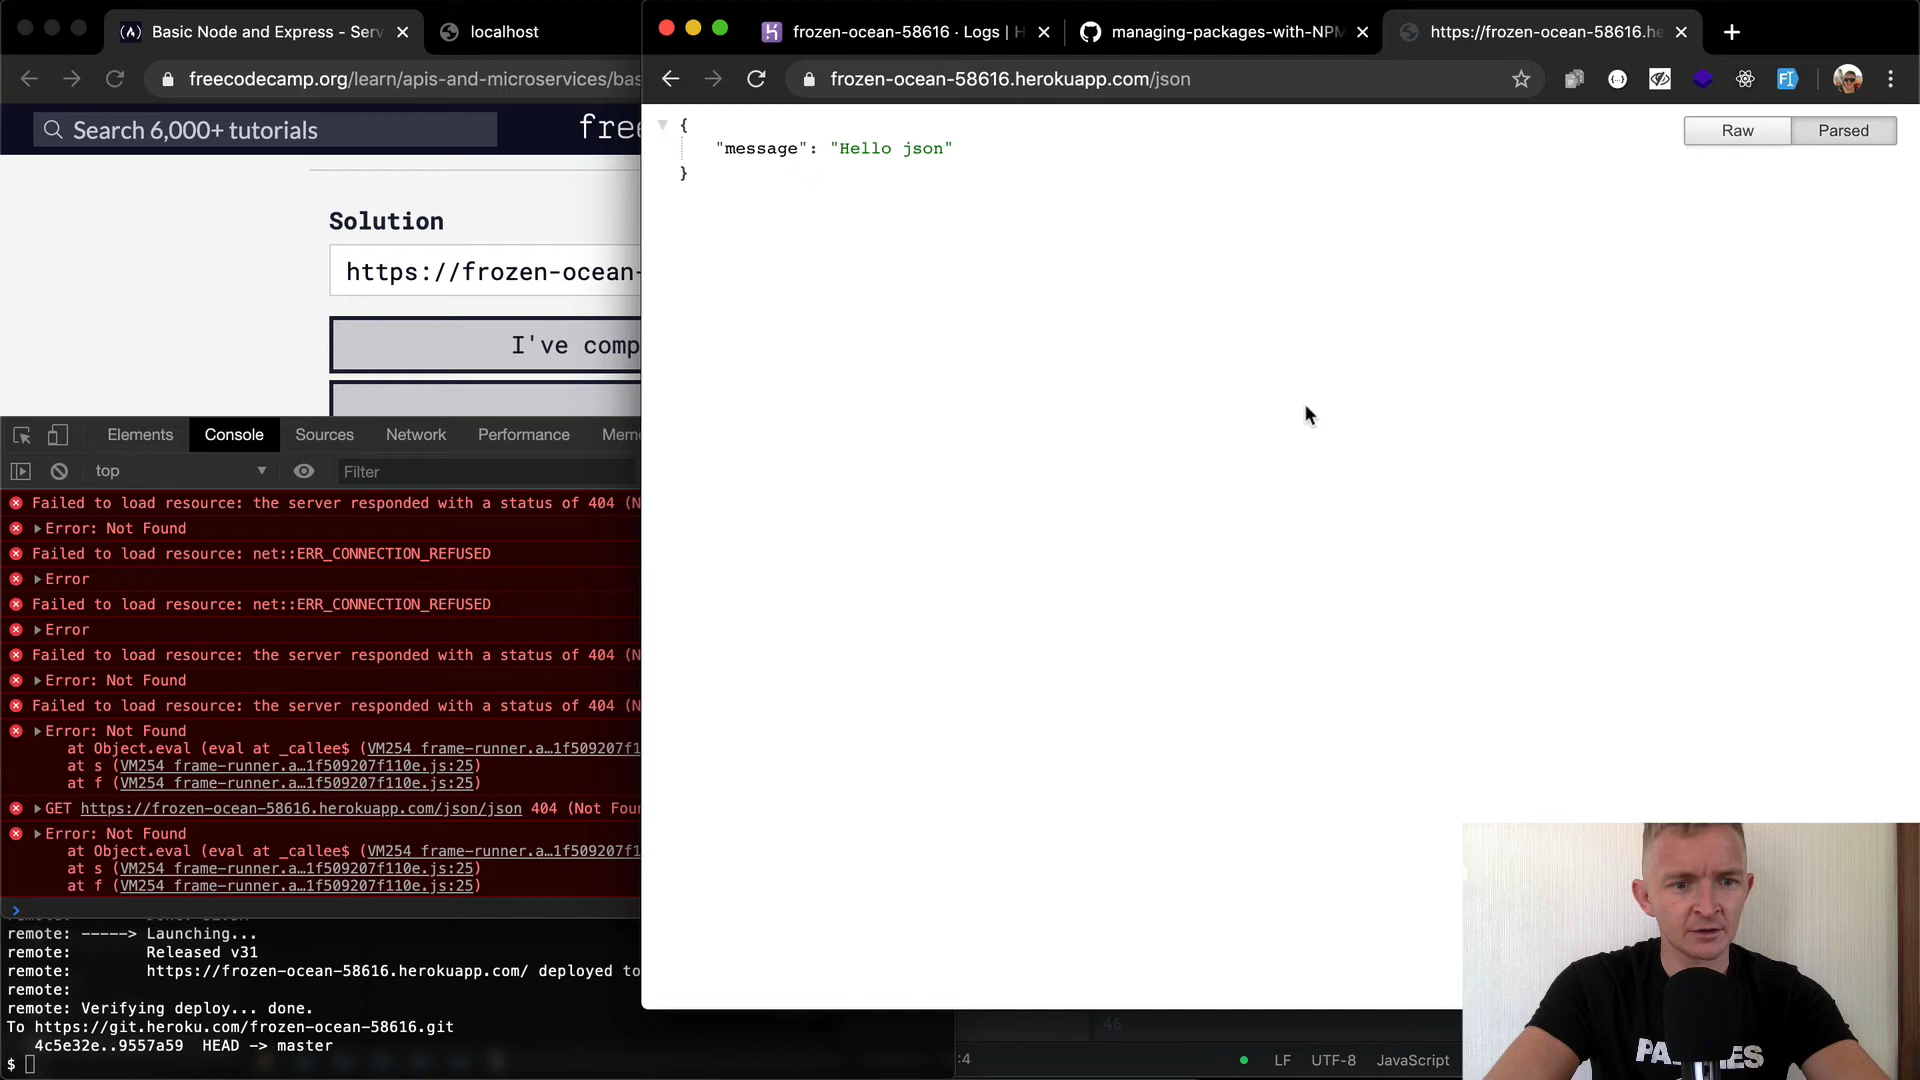 Basic Node and Express - Serv
localhost
freecodecamp.org/learn/apis-and-microservices/bas
Search 6,000+ tutorials
free
Solution
https://frozen-ocean-
I've comp
Elements Console Sources Network Performance Mem
top
Filter
Failed to load resource: the server responded with a status of 404 (N
Error: Not Found
Failed to load resource: net::ERR_CONNECTION_REFUSED
Error
Failed to load resource: net::ERR_CONNECTION_REFUSED
Error
Failed to load resource: the server responded with a status of 404 (N
Error: Not Found
Failed to load resource: the server responded with a status of 404 (N
Error: Not Found
at Object.eval (eval at _callee$ (VM254 frame-runner.a…1f509207f1
at s (VM254 frame-runner.a…1f509207f110e.js:25)
at f (VM254 frame-runner.a…1f509207f110e.js:25)
GET https://frozen-ocean-58616.herokuapp.com/json/json 404 (Not Foun
Error: Not Found
at Object.eval (eval at _callee$ (VM254 frame-runner.a…1f509207f1
at s (VM254 frame-runner.a…1f509207f110e.js:25)
at f (VM254 frame-runner.a…1f509207f110e.js:25)
>
remote: -----> Launching...
remote: Released v31
remote: https://frozen-ocean-58616.herokuapp.com/ deployed to
remote:
remote: Verifying deploy... done.
To https://git.heroku.com/frozen-ocean-58616.git
4c5e32e..9557a59 HEAD -> master
$
frozen-ocean-58616 · Logs | H
managing-packages-with-NPM
https://frozen-ocean-58616.he
frozen-ocean-58616.herokuapp.com/json
{
"message": "Hello json"
}
Raw Parsed
46
:4
LF UTF-8 JavaScript